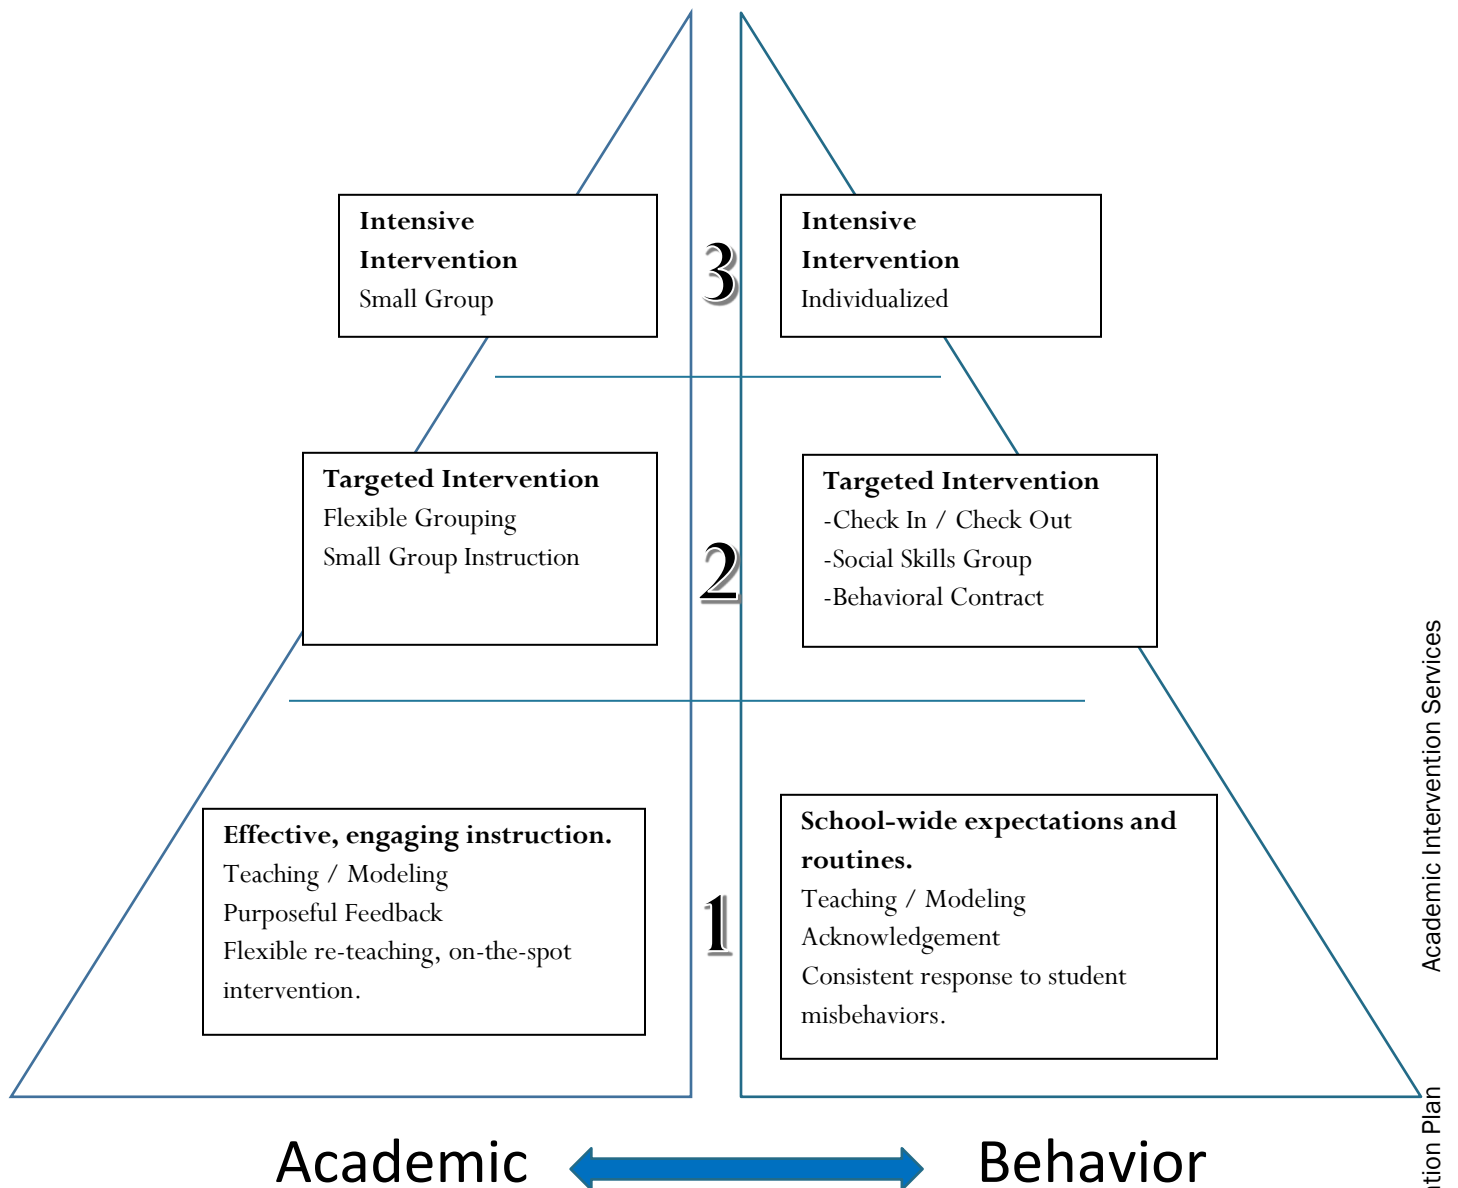 Intensive
Intervention
Small Group
3
Intensive
Intervention
Individualized
Targeted Intervention
Flexible Grouping
Small Group Instruction
2
Targeted Intervention
-Check In / Check Out
-Social Skills Group
-Behavioral Contract
Effective, engaging instruction.
Teaching / Modeling
Purposeful Feedback
Flexible re-teaching, on-the-spot
intervention.
1
School-wide expectations and
routines.
Teaching / Modeling
Acknowledgement
Consistent response to student
misbehaviors.
Academic
Behavior
Academic Intervention Services
Plan